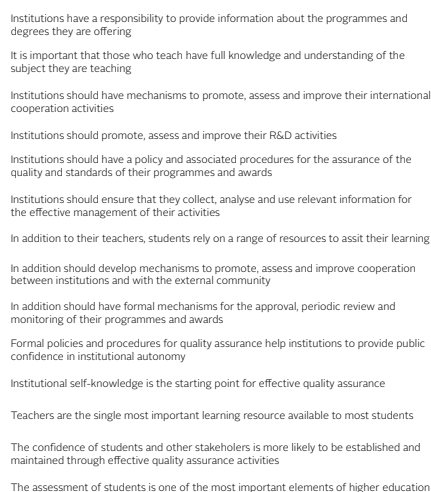 Institutions have a responsibility to provide information about the programmes and
degrees they are offering
It is important that those who teach have full knowledge and understanding of the
subject they are teaching
Institutions should have mechanisms to promote, assess and improve their international
cooperation activities
Institutions should promote, assess and improve their R&D activities
Institutions should have a policy and associated procedures for the assurance of the
quality and standards of their programmes and awards
Institutions should ensure that they collect, analyse and use relevant information for
the effective management of their activities
In addition to their teachers, students rely on a range of resources to assit their learning
In addition should develop mechanisms to promote, assess and improve cooperation
between institutions and with the external community
In addition should have formal mechanisms for the approval, periodic review and
monitoring of their programmes and awards
Formal policies and procedures for quality assurance help institutions to provide public
confidence in institutional autonomy
Institutional self-knowledge is the starting point for effective quality assurance
Teachers are the single most important learning resource available to most students
The confidence of students and other stakeholers is more likely to be established and
maintained through effective quality assurance activities
The assessment of students is one of the most important elements of higher education